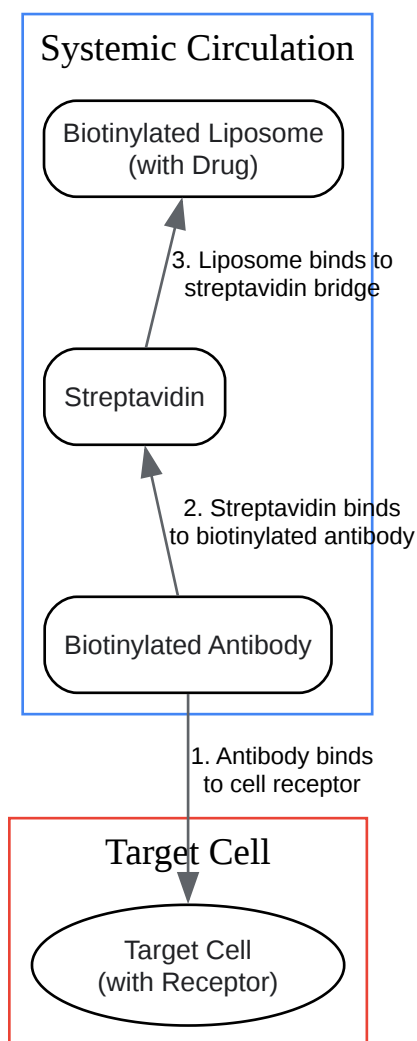 Systemic Circulation
Biotinylated Liposome
(with Drug)
3. Liposome binds to
streptavidin bridge
Streptavidin
2. Streptavidin binds
to biotinylated antibody
Biotinylated Antibody
1. Antibody binds
to cell receptor
Target Cell
Target Cell
(with Receptor)